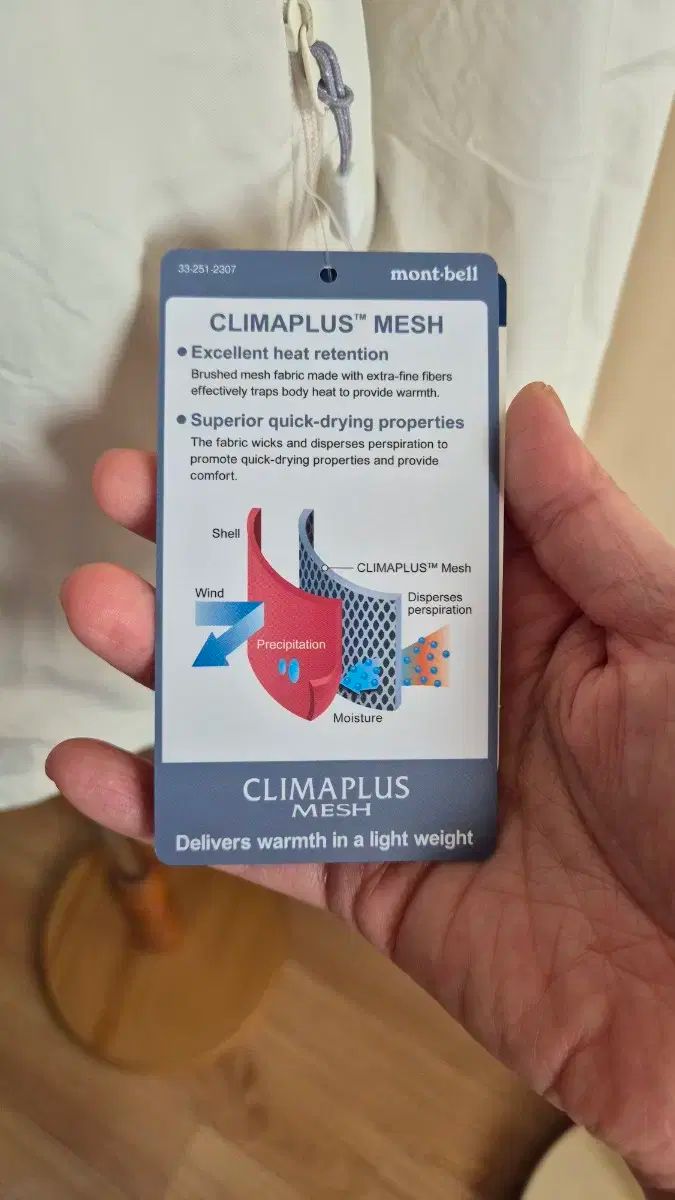 33-251-2307
mont-bell
CLIMAPLUS™ MESH
• Excellent heat retention
Brushed mesh fabric made with extra-fine fibers
effectively traps body heat to provide warmth.
• Superior quick-drying properties
The fabric wicks and disperses perspiration to
promote quick-drying properties and provide
comfort.
Shell
CLIMAPLUS™ Mesh
Wind
Disperses
perspiration
Precipitation
Moisture
CLIMAPLUS
MESH
Delivers warmth in a light weight